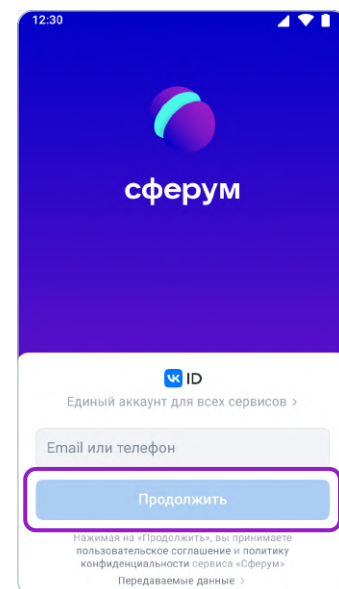 12:30
сферум
VK ID
Единый аккаунт для всех сервисов >
Email или телефон
Продолжить
Нажимая на «Продолжить», вы принимаете
пользовательское соглашение и политику
конфиденциальности сервиса «Сферум»
Передаваемые данные >